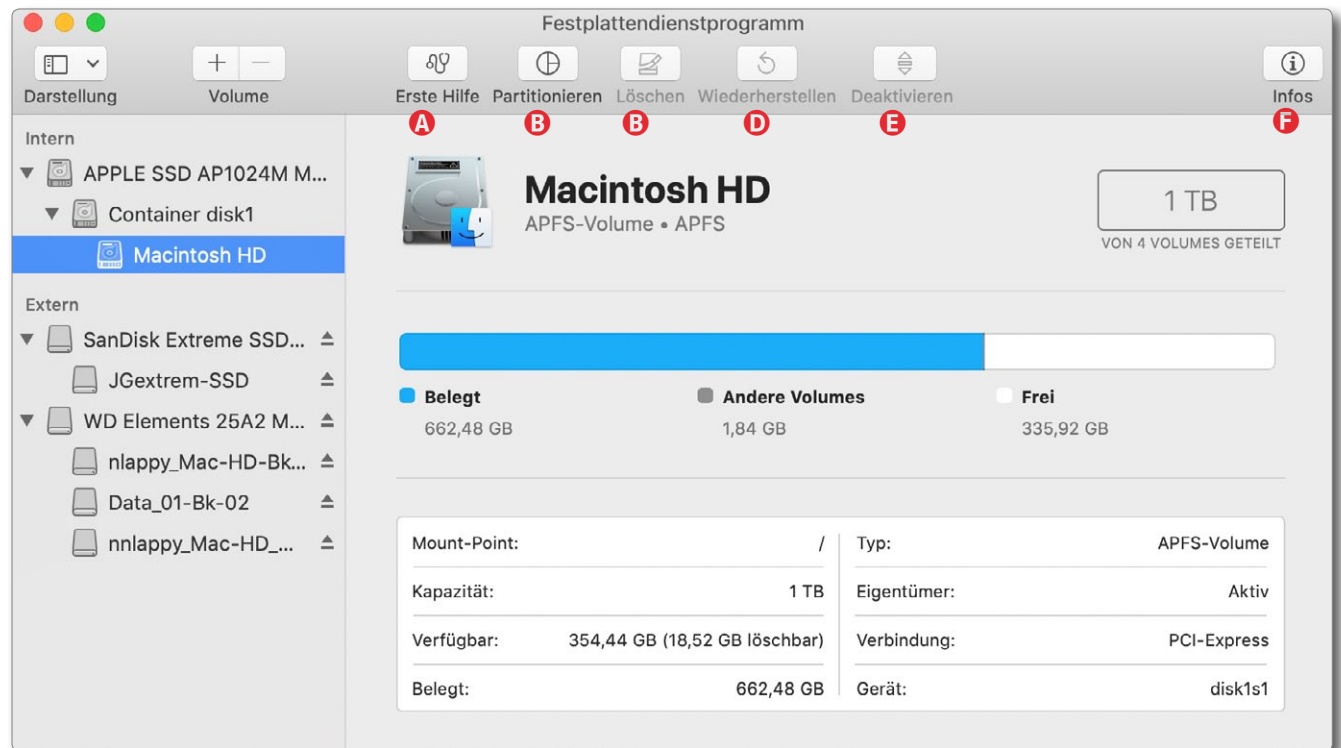 Festplattendienstprogramm
Darstellung Volume Erste Hilfe Partitionieren Löschen Wiederherstellen Deaktivieren Infos
A B B D E F
Intern
APPLE SSD AP1024M M...
Container disk1
Macintosh HD
Extern
SanDisk Extreme SSD...
JGextrem-SSD
WD Elements 25A2 M...
nlappy_Mac-HD-Bk...
Data_01-Bk-02
nnlappy_Mac-HD_...
Macintosh HD
APFS-Volume • APFS
1 TB
VON 4 VOLUMES GETEILT
Belegt Andere Volumes Frei
662,48 GB 1,84 GB 335,92 GB
Mount-Point: / Typ: APFS-Volume
Kapazität: 1 TB Eigentümer: Aktiv
Verfügbar: 354,44 GB (18,52 GB löschbar) Verbindung: PCI-Express
Belegt: 662,48 GB Gerät: disk1s1